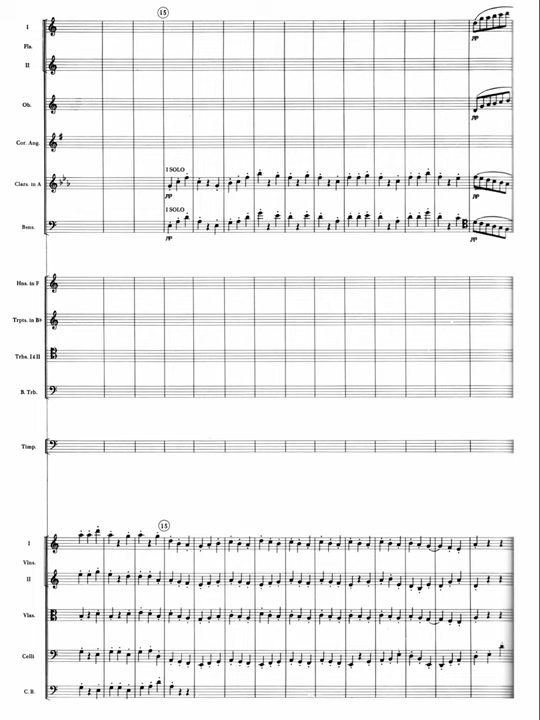 15
I
Fls.
II
Ob.
Cor. Ang.
I SOLO
Clars. in A
pp
I SOLO
Bsns.
pp
pp
pp
pp
pp
Hns. in F
Trpts. in B♭
Trbs. I & II
B. Trb.
Timp.
15
I
Vlns.
II
Vlas.
Celli
C. B.